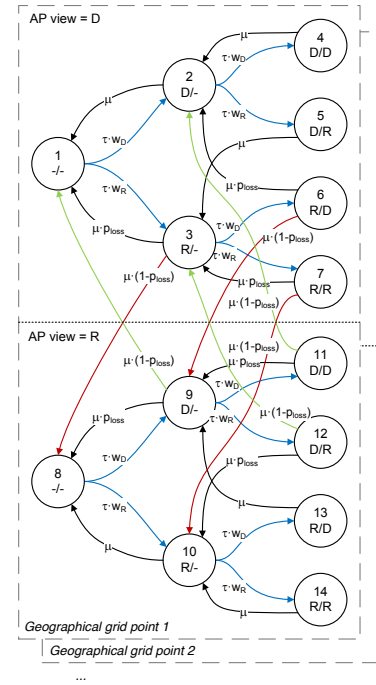 AP view = D
4
D/D
μ
2
D/-
τ·w_D
μ
τ·w_R
5
D/R
τ·w_D
1
-/-
μ
τ·w_R
μ·p_loss
6
R/D
μ·p_loss
3
R/-
τ·w_D
μ·(1-p_loss)
τ·w_R
7
R/R
μ·p_loss
μ·(1-p_loss)
μ·(1-p_loss)
AP view = R
μ·(1-p_loss)
11
D/D
μ·(1-p_loss)
μ·p_loss
9
D/-
τ·w_D
μ·(1-p_loss)
τ·w_R
12
D/R
μ·p_loss
τ·w_D
μ·p_loss
8
-/-
τ·w_R
μ
13
R/D
μ
10
R/-
τ·w_D
τ·w_R
14
R/R
μ
Geographical grid point 1
Geographical grid point 2
...